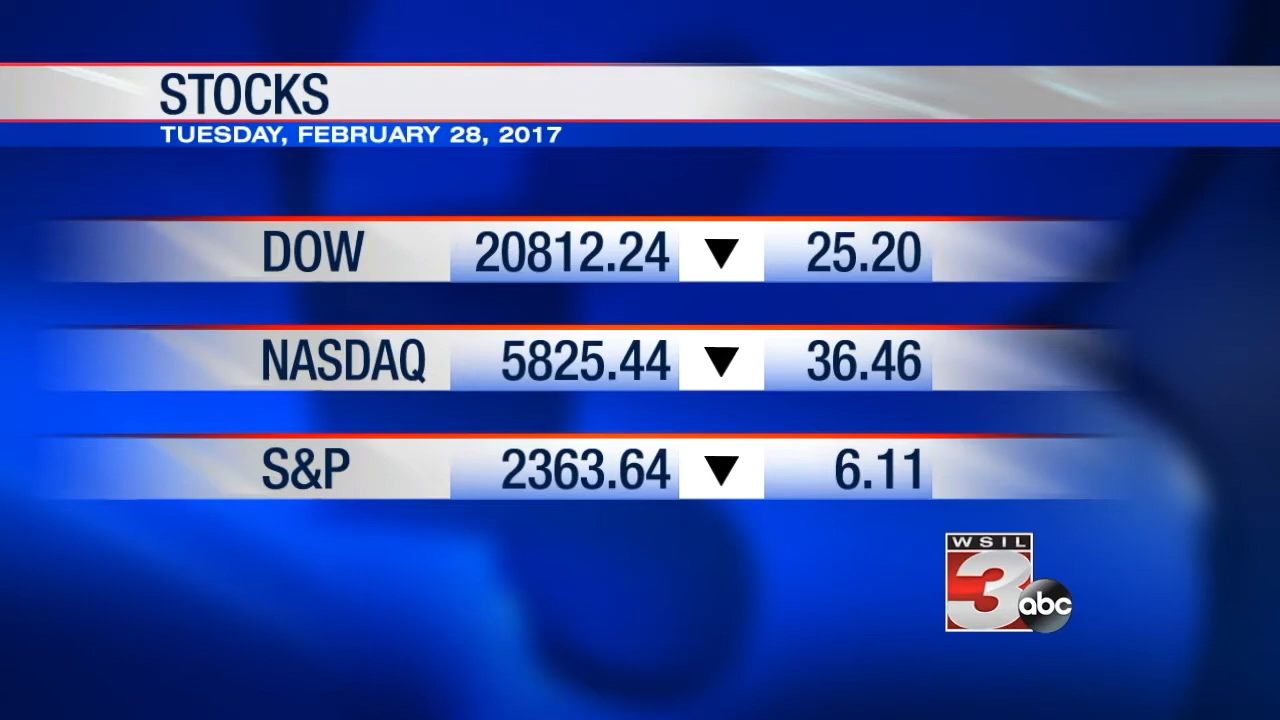 STOCKS
TUESDAY, FEBRUARY 28, 2017
DOW 20812.24 ▼ 25.20
NASDAQ 5825.44 ▼ 36.46
S&P 2363.64 ▼ 6.11
WSIL
3
abc